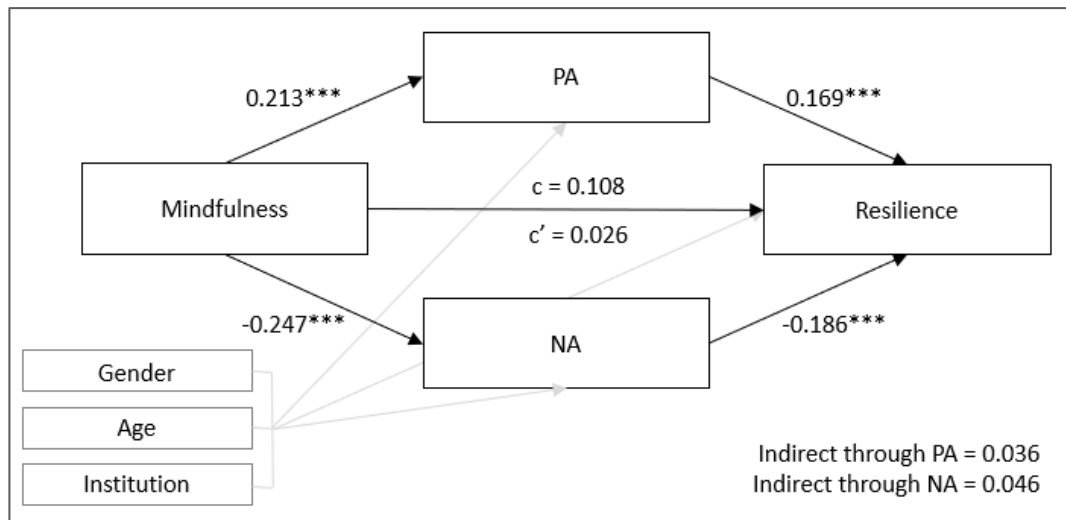 PA
0.213***
0.169***
Mindfulness
c = 0.108
c’ = 0.026
Resilience
-0.247***
NA
-0.186***
Gender
Age
Institution
Indirect through PA = 0.036
Indirect through NA = 0.046